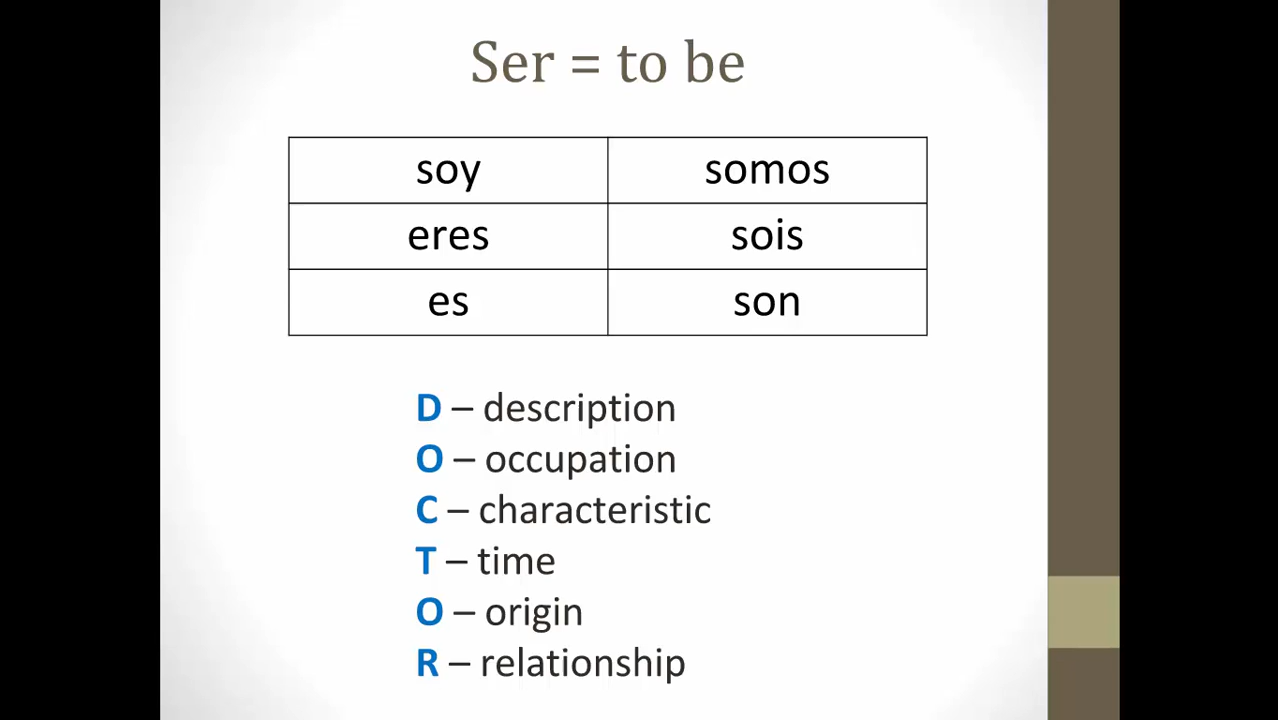 Ser = to be
soy somos
eres sois
es son
D – description
O – occupation
C – characteristic
T – time
O – origin
R – relationship